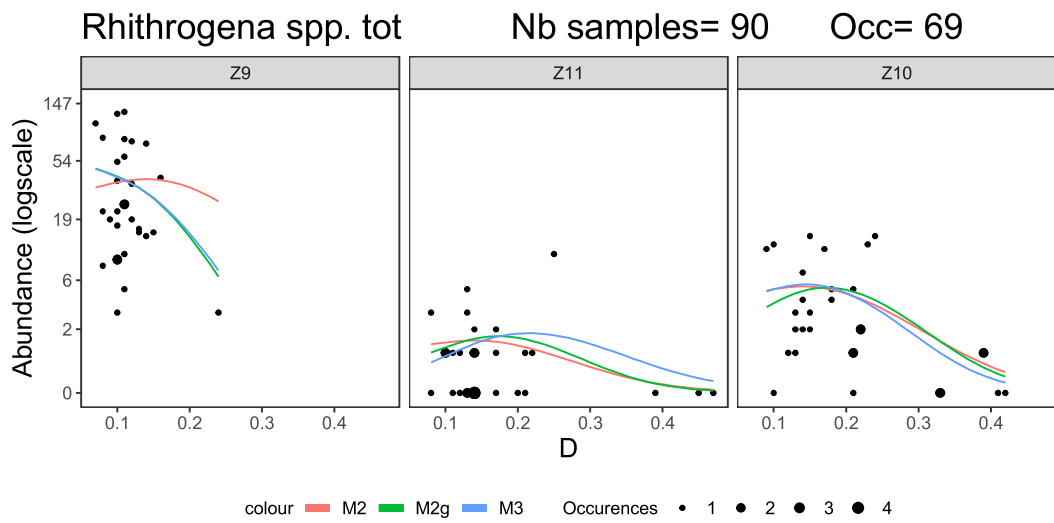 Rhithrogena spp. tot Nb samples= 90 Occ= 69
Z9 Z11 Z10
147
54
19
6
2
0
Abundance (logscale)
0.1 0.2 0.3 0.4 0.1 0.2 0.3 0.4 0.1 0.2 0.3 0.4
D
colour M2 M2g M3 Occurences 1 2 3 4